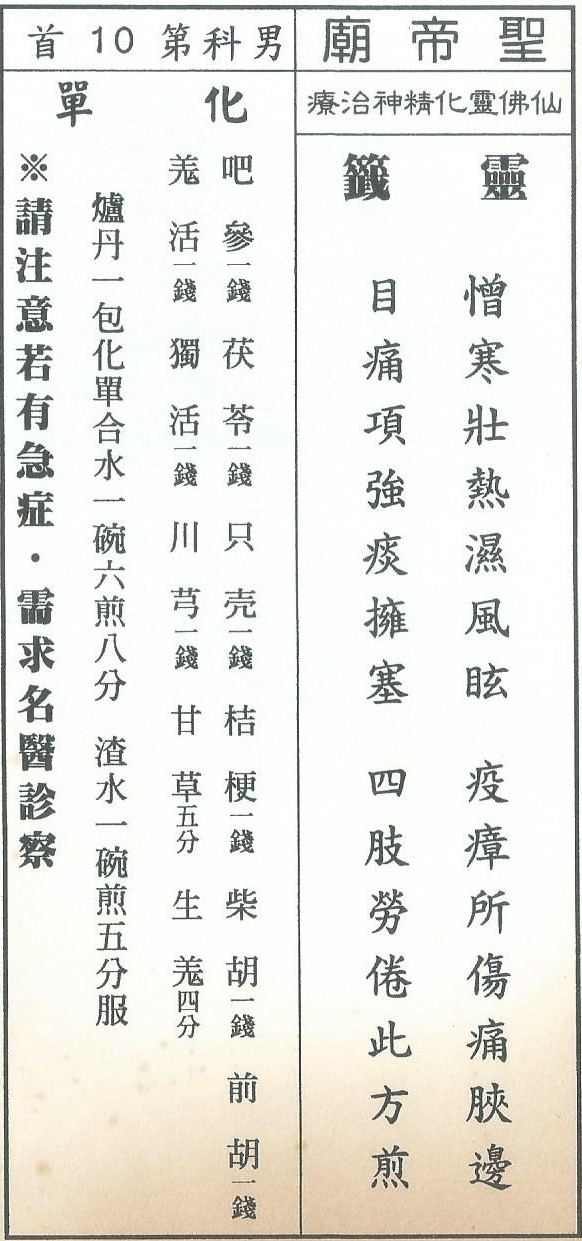 聖帝廟
仙佛靈化精神治療
靈籤
憎寒壯熱濕風眩 疫瘴所傷痛脥邊
目痛項強痰擁塞 四肢勞倦此方煎
男科第10首
化單
吧參一錢 茯苓一錢 只壳一錢 桔梗一錢 柴胡一錢 前胡一錢
羗活一錢 獨活一錢 川芎一錢 甘草五分 生羗四分
爐丹一包化單合水一碗六煎八分 渣水一碗煎五分服
※請注意若有急症・需求名醫診察